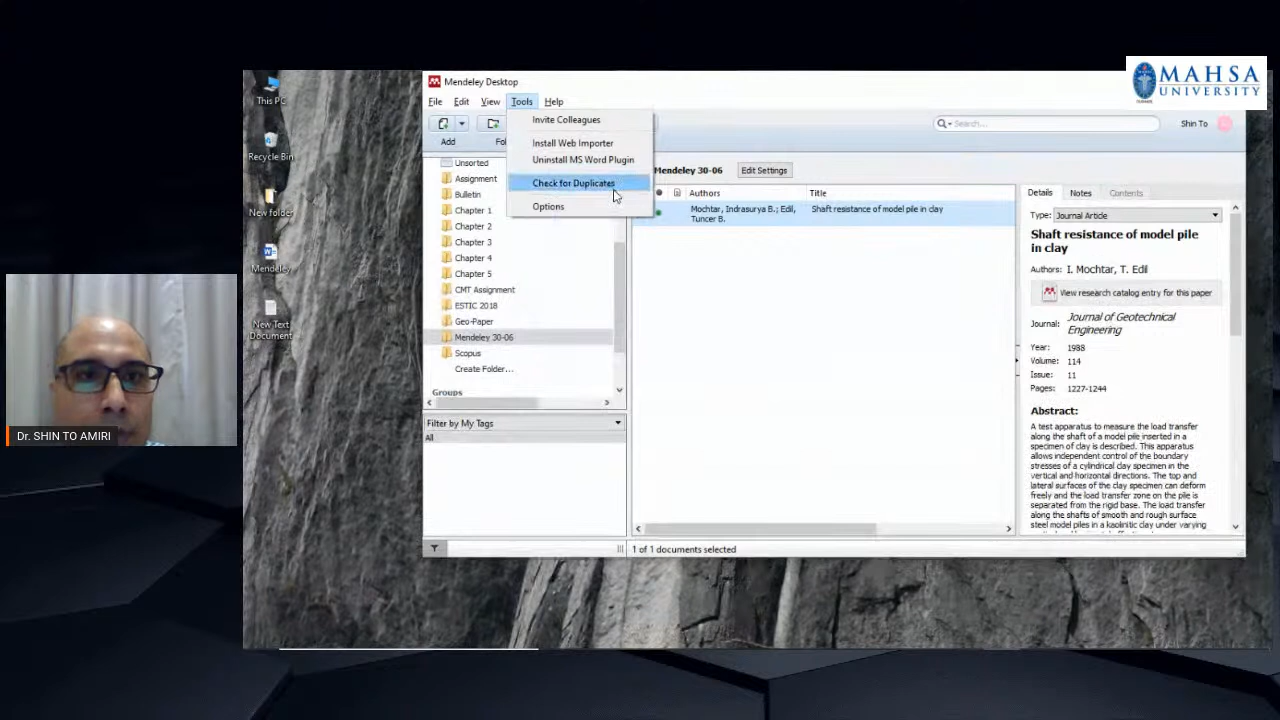 MAHSA
UNIVERSITY
This PC
Recycle Bin
New folder
Mendeley
New Text
Document
Dr. SHIN TO AMIRI
Mendeley Desktop
File Edit View Tools Help
Add
Fol
Invite Colleagues
Install Web Importer
Uninstall MS Word Plugin
Check for Duplicates
Options
Search...
Shin To
Unsorted
Assignment
Bulletin
Chapter 1
Chapter 2
Chapter 3
Chapter 4
Chapter 5
CMT Assignment
ESTIC 2018
Geo-Paper
Mendeley 30-06
Scopus
Create Folder...
Groups
Filter by My Tags
All
Mendeley 30-06 Edit Settings
Authors Title
Mochtar, Indrasurya B.; Edil, Shaft resistance of model pile in clay
Tuncer B.
1 of 1 documents selected
Details Notes Contents
Type: Journal Article
Shaft resistance of model pile
in clay
Authors: I. Mochtar, T. Edil
View research catalog entry for this paper
Journal: Journal of Geotechnical
Engineering
Year: 1988
Volume: 114
Issue: 11
Pages: 1227-1244
Abstract:
A test apparatus to measure the load transfer
along the shaft of a model pile inserted in a
specimen of clay is described. This apparatus
allows independent control of the boundary
stresses of a cylindrical clay specimen in the
vertical and horizontal directions. The top and
lateral surfaces of the clay specimen can deform
freely and the load transfer zone on the pile is
separated from the rigid base. The load transfer
along the shafts of smooth and rough surface
steel model piles in a kaolinitic clay under varying